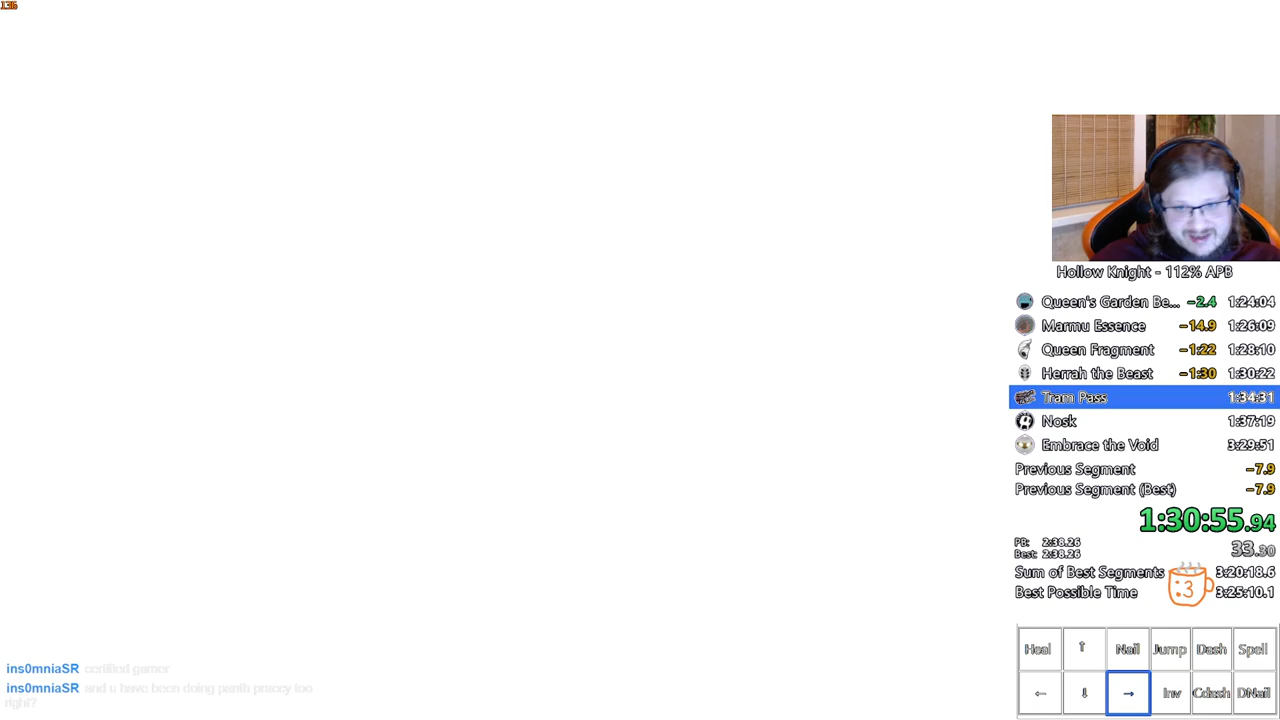 136
Hollow Knight - 112% APB
Queen's Garden Be... −2.4 1:24:04
Marmu Essence −14.9 1:26:09
Queen Fragment −1:22 1:28:10
Herrah the Beast −1:30 1:30:22
Tram Pass 1:34:31
Nosk 1:37:19
Embrace the Void 3:29:51
Previous Segment −7.9
Previous Segment (Best) −7.9
1:30:55.94
PB: 2:38.26 33.30
Best: 2:38.26
Sum of Best Segments 3:20:18.6
Best Possible Time 3:25:10.1
:3
Heal ↑ Nail Jump Dash Spell
← ↓ → Inv Cdash DNail
ins0mniaSR certified gamer
ins0mniaSR and u have been doing panth praccy too
right?